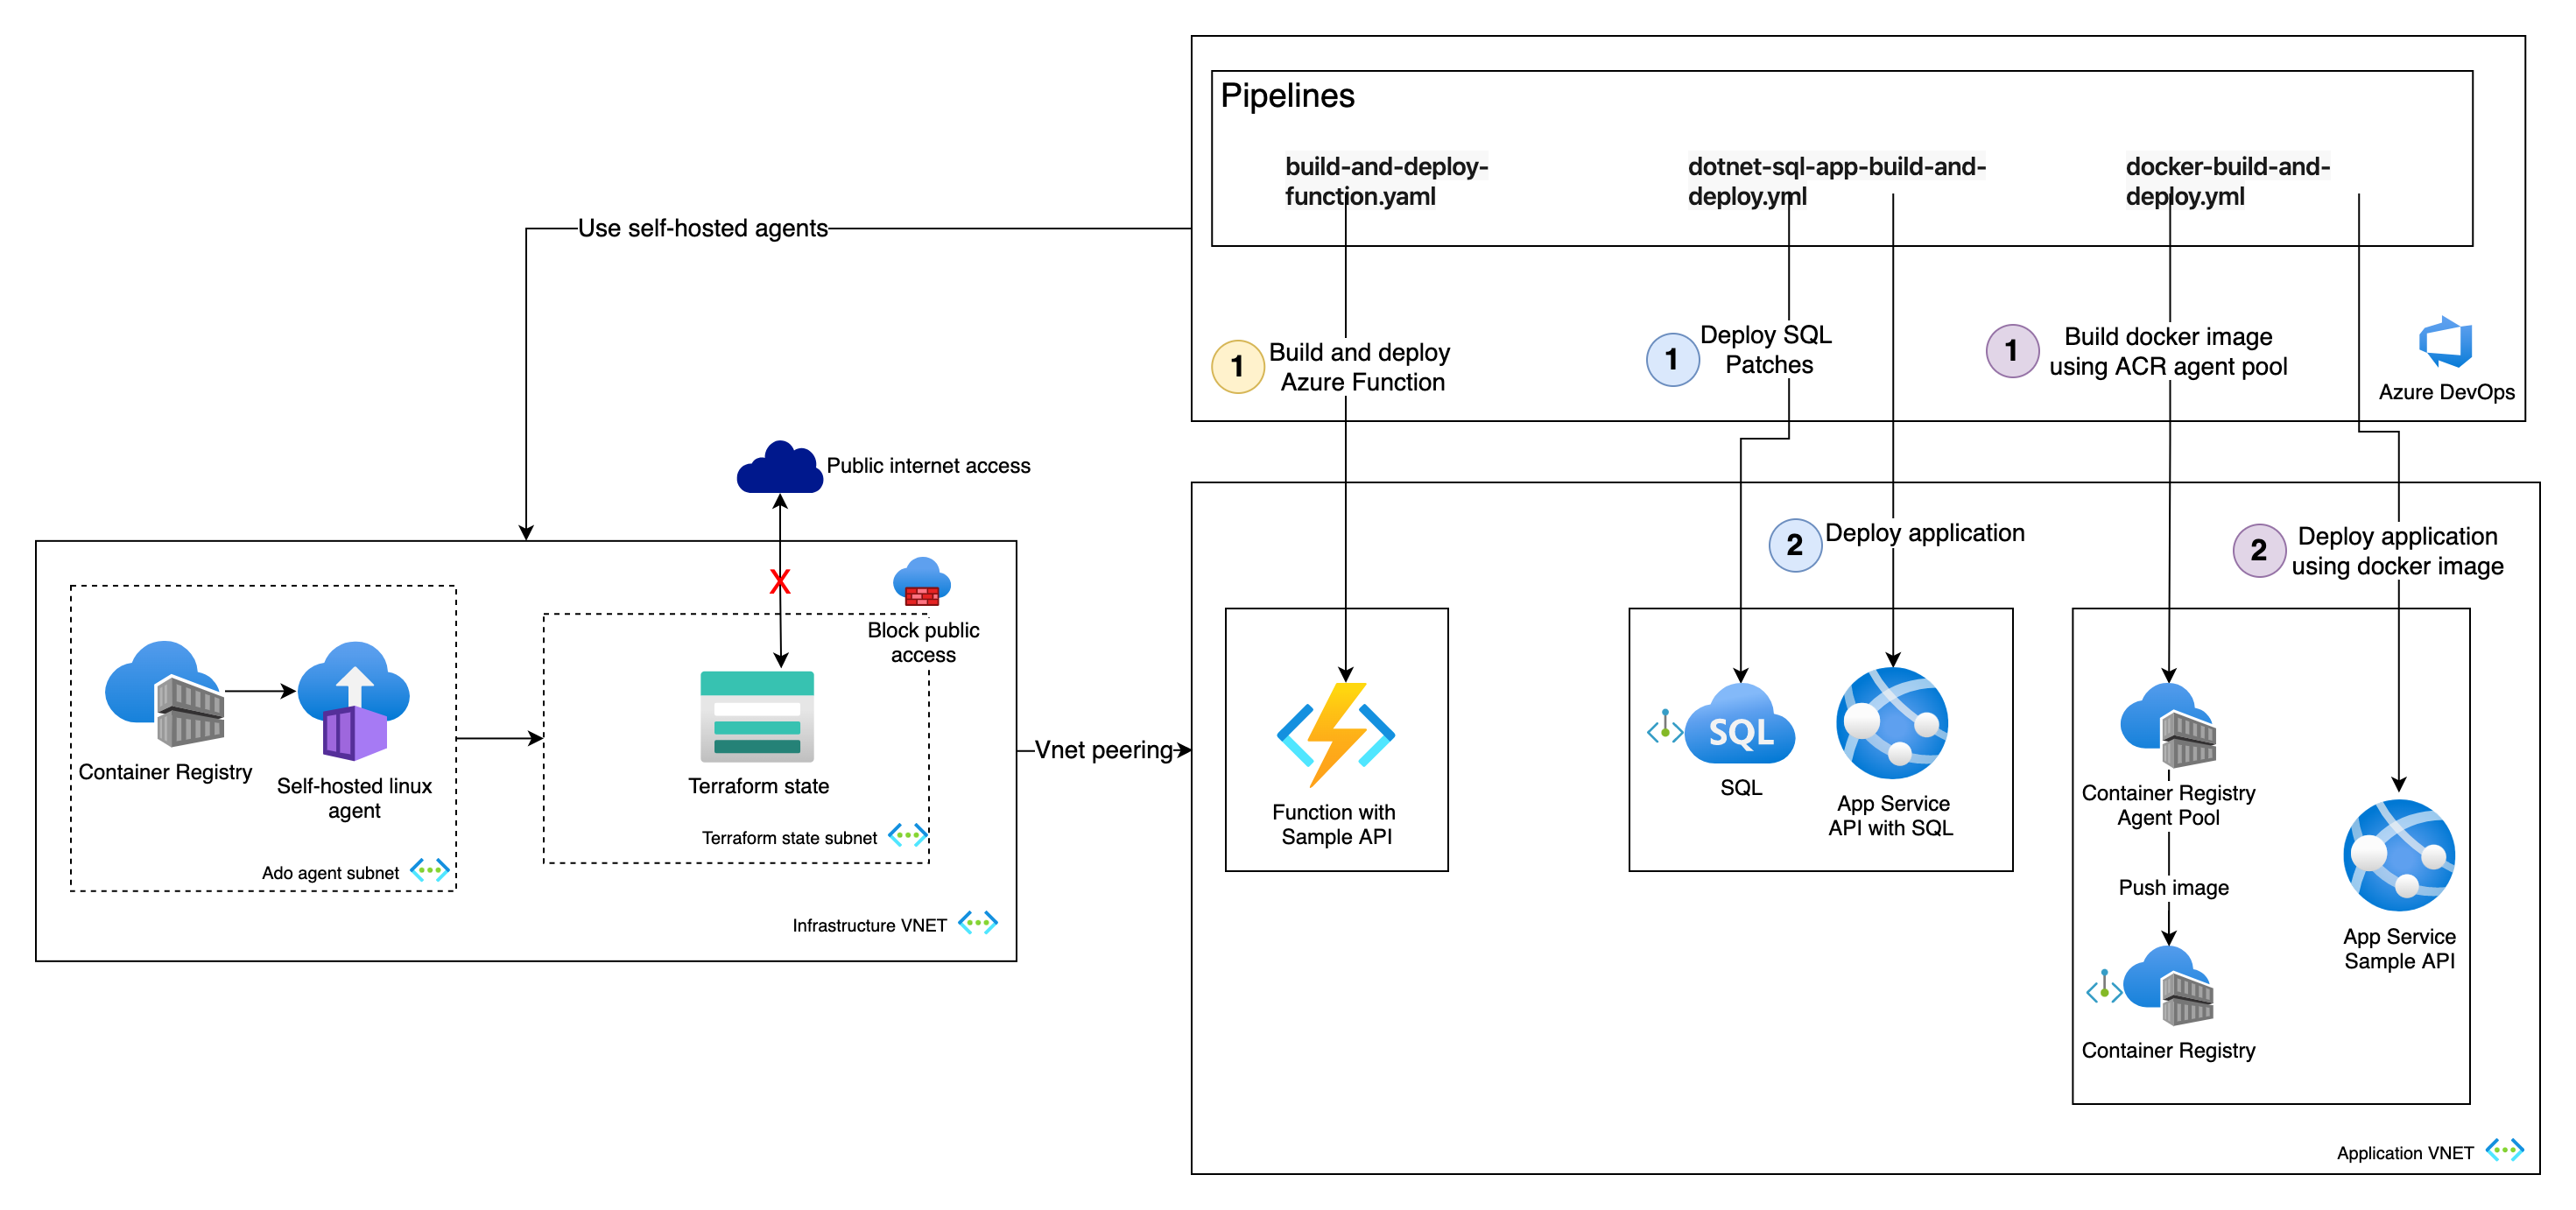 Pipelines
build-and-deploy-
function.yaml
dotnet-sql-app-build-and-
deploy.yml
docker-build-and-
deploy.yml
Use self-hosted agents
1
Build and deploy
Azure Function
1
Deploy SQL
Patches
1
Build docker image
using ACR agent pool
Azure DevOps
Public internet access
X
Block public
access
Container Registry
Self-hosted linux
agent
Ado agent subnet
Terraform state
Terraform state subnet
Infrastructure VNET
Vnet peering
2
Deploy application
2
Deploy application
using docker image
Function with
Sample API
SQL
SQL
App Service
API with SQL
Container Registry
Agent Pool
Push image
Container Registry
App Service
Sample API
Application VNET